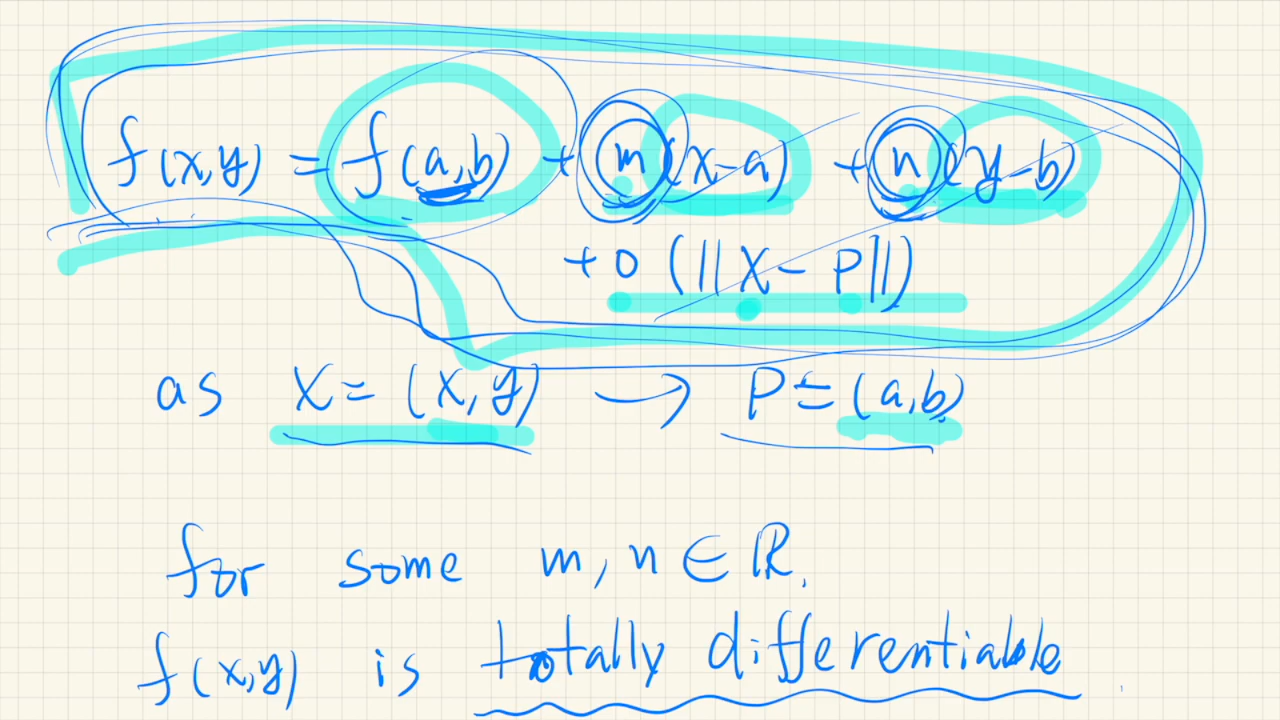 f(x,y) = f(a,b) + m(x-a) + n(y-b)
+o(||X-P||)
as X=(x,y) → P=(a,b)
for some m,n∈ℝ.
f(x,y) is totally differentiable